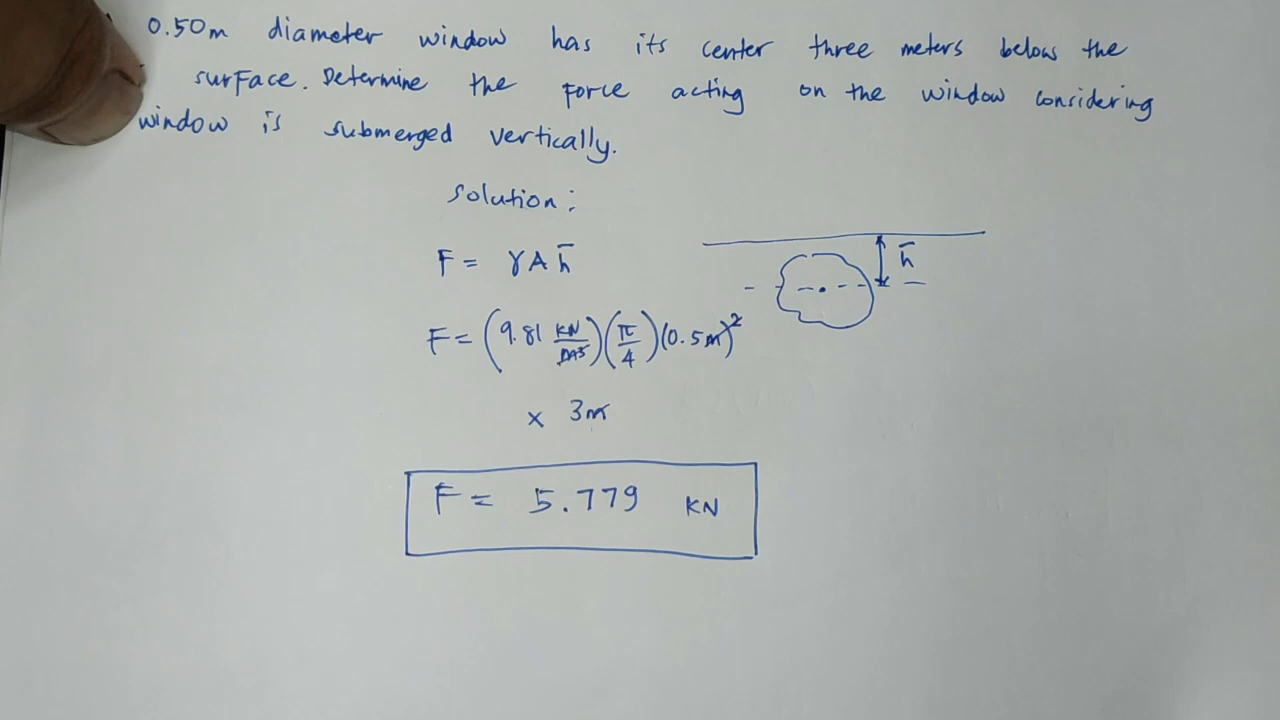 0.50m diameter window has its center three meters below the
surface. Determine the force acting on the window considering
window is submerged vertically.
Solution:
F = γAh̄
h̄
F = (9.81 KN/m³)(π/4)(0.5m)²
x 3m
F = 5.779 KN